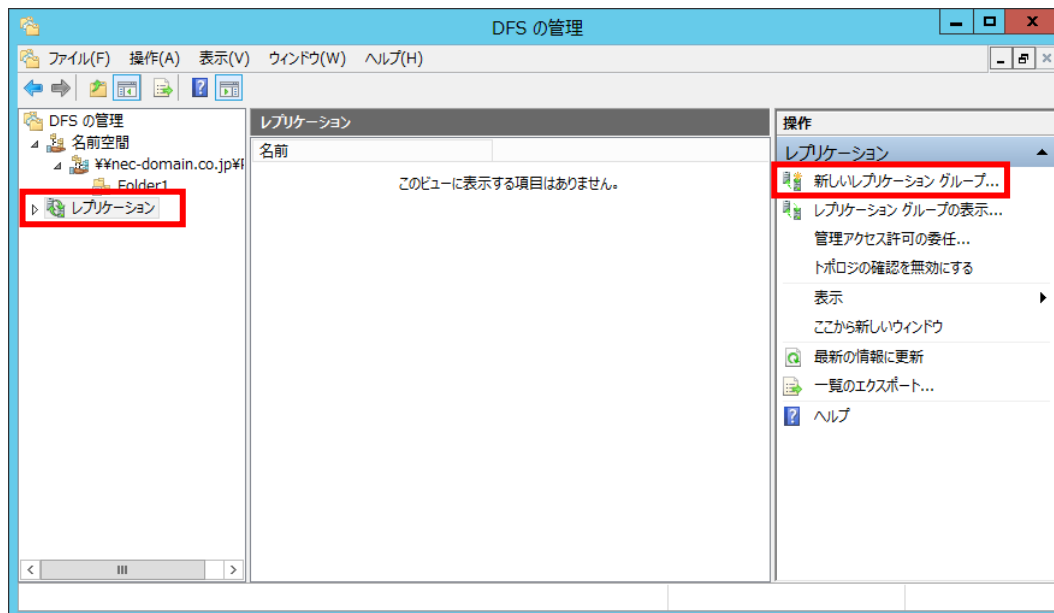 DFS の管理
ファイル(F) 操作(A) 表示(V) ウィンドウ(W) ヘルプ(H)
DFS の管理
名前空間
¥¥nec-domain.co.jp¥
Folder1
レプリケーション
レプリケーション
名前
このビューに表示する項目はありません。
操作
レプリケーション
新しいレプリケーション グループ...
レプリケーション グループの表示...
管理アクセス許可の委任...
トポロジの確認を無効にする
表示
ここから新しいウィンドウ
最新の情報に更新
一覧のエクスポート...
ヘルプ